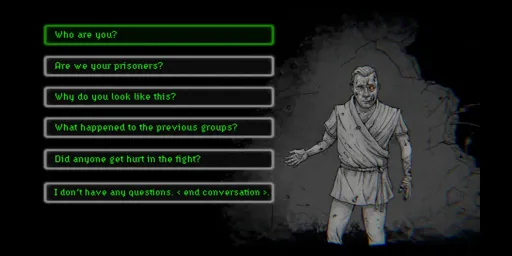 Who are you?
Are we your prisoners?
Why do you look like this?
What happened to the previous groups?
Did anyone get hurt in the fight?
I don't have any questions. < end conversation >.